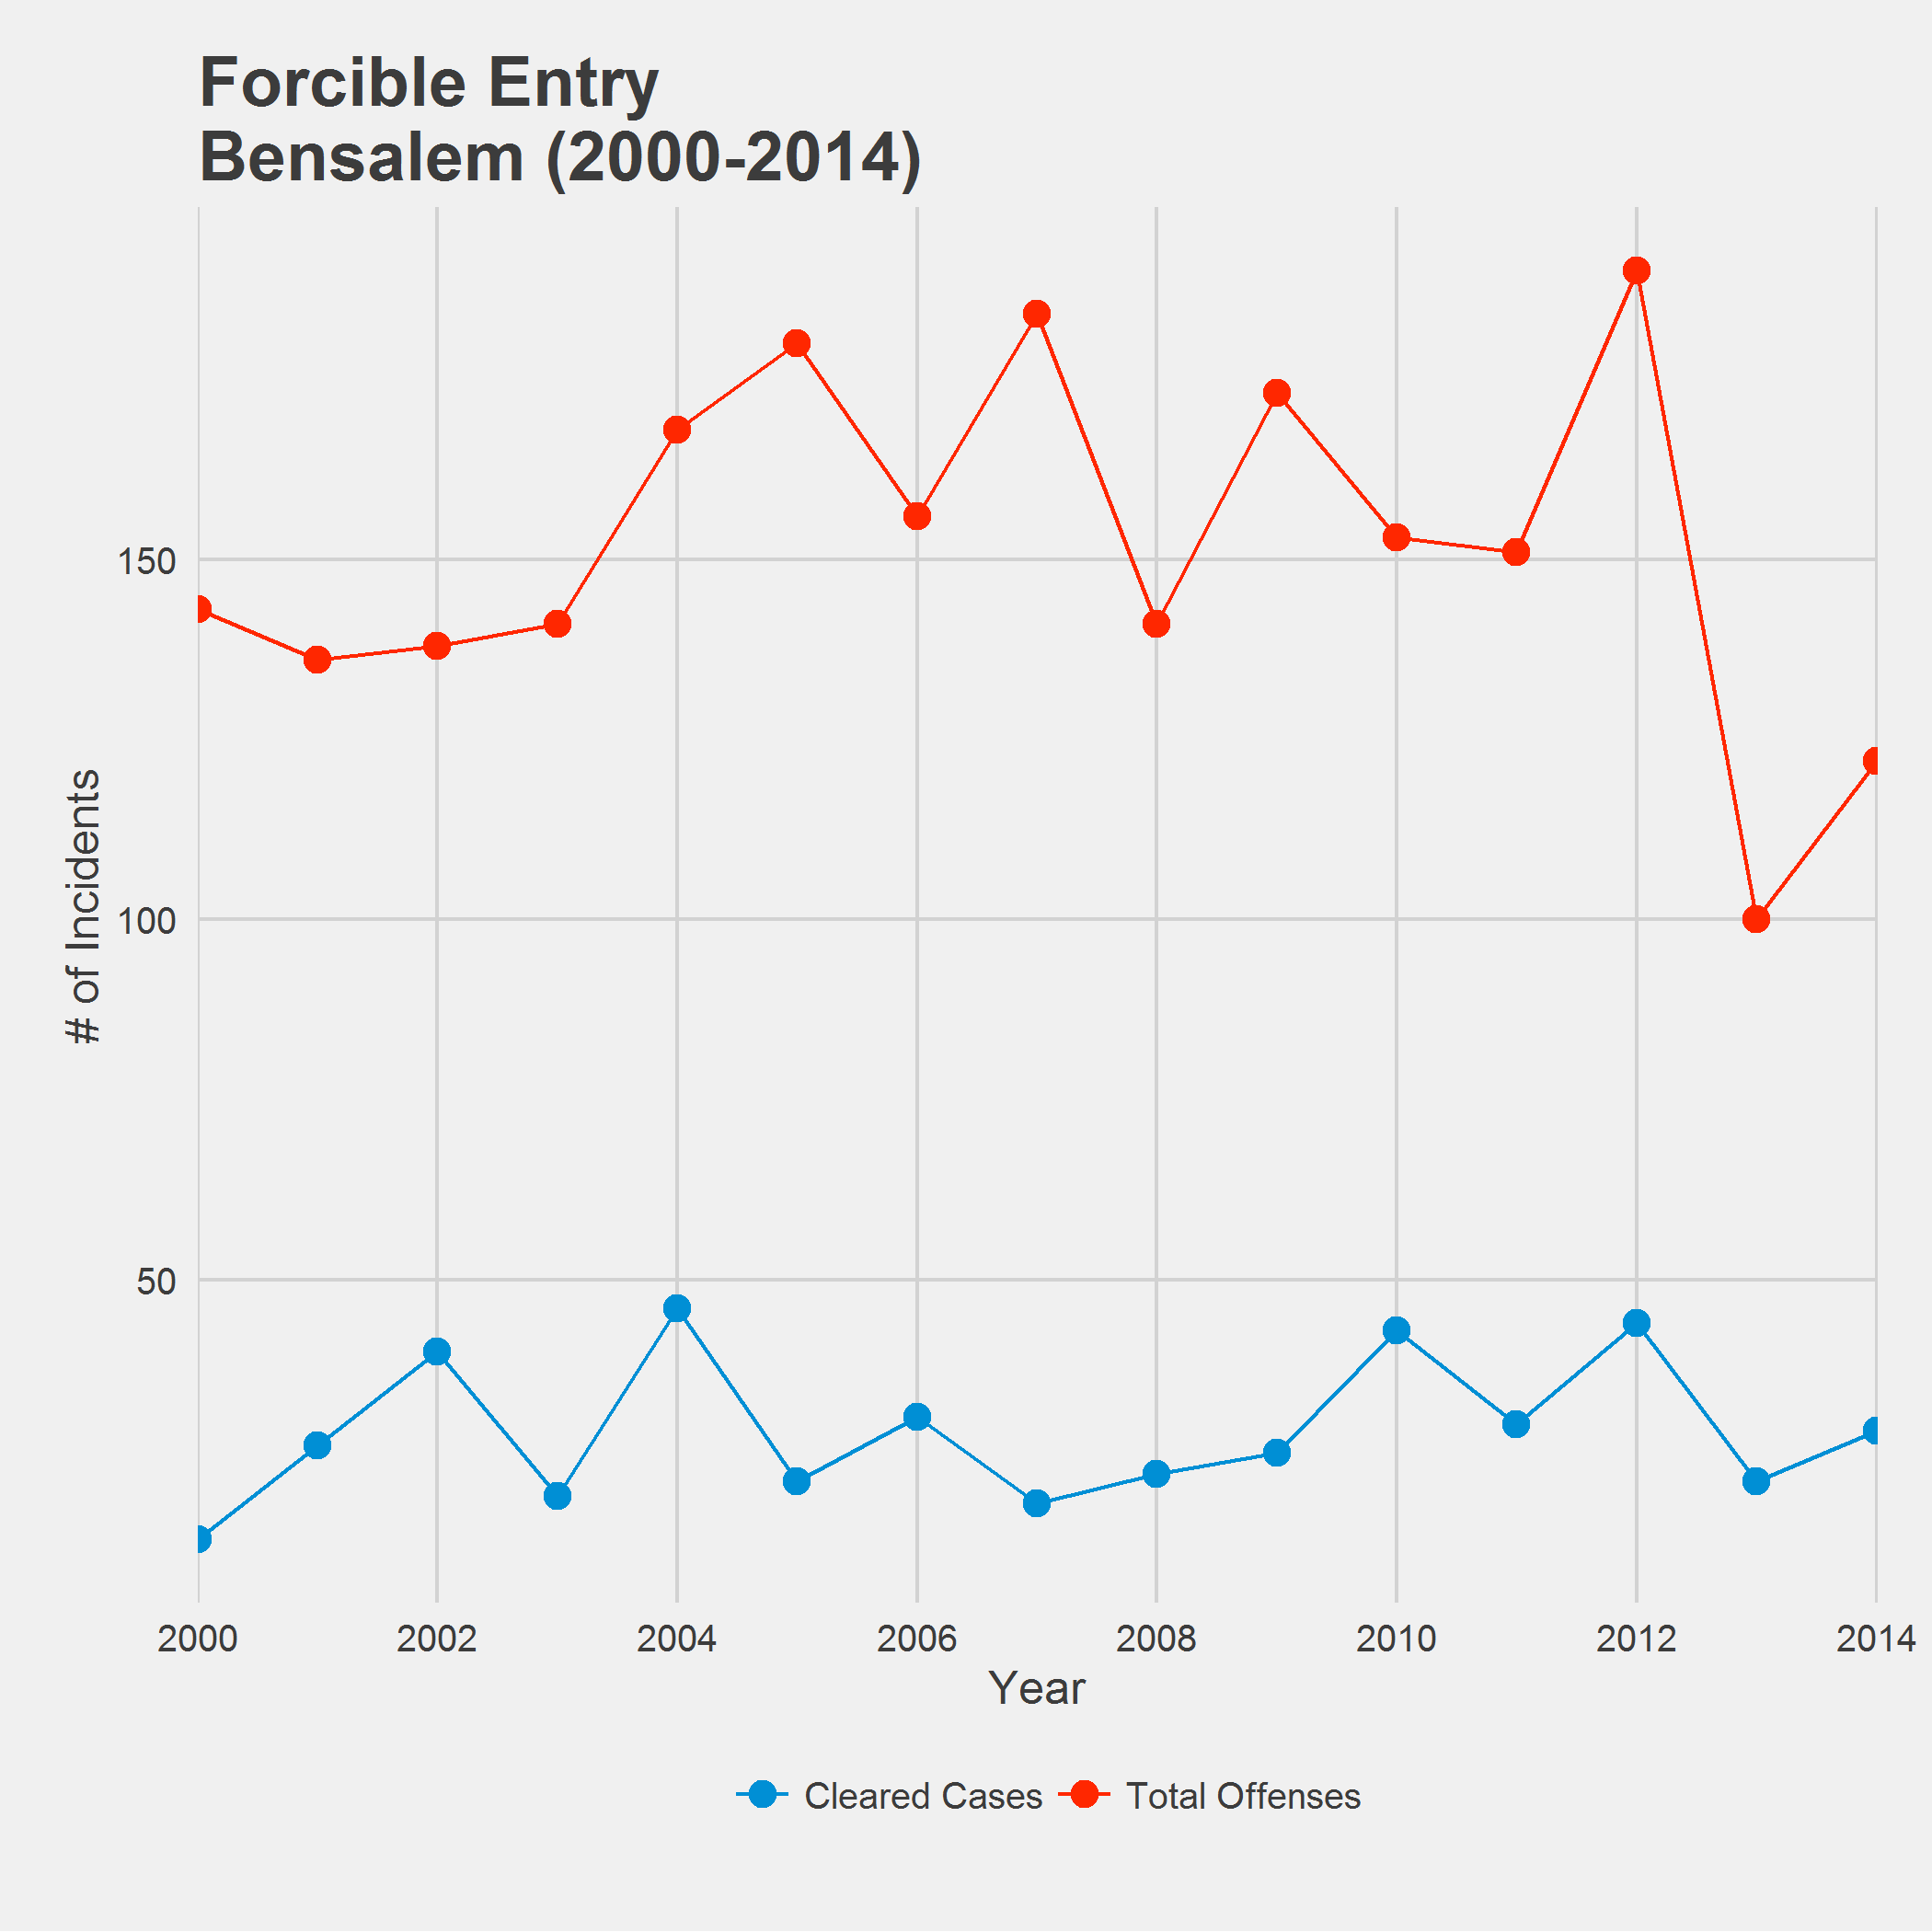 Forcible Entry
Bensalem (2000-2014)
150
100
50
# of Incidents
2000 2002 2004 2006 2008 2010 2012 2014
Year
Cleared Cases Total Offenses